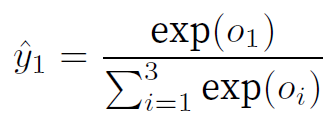 ŷ₁ = exp(o₁) / ∑³ᵢ₌₁ exp(oᵢ)